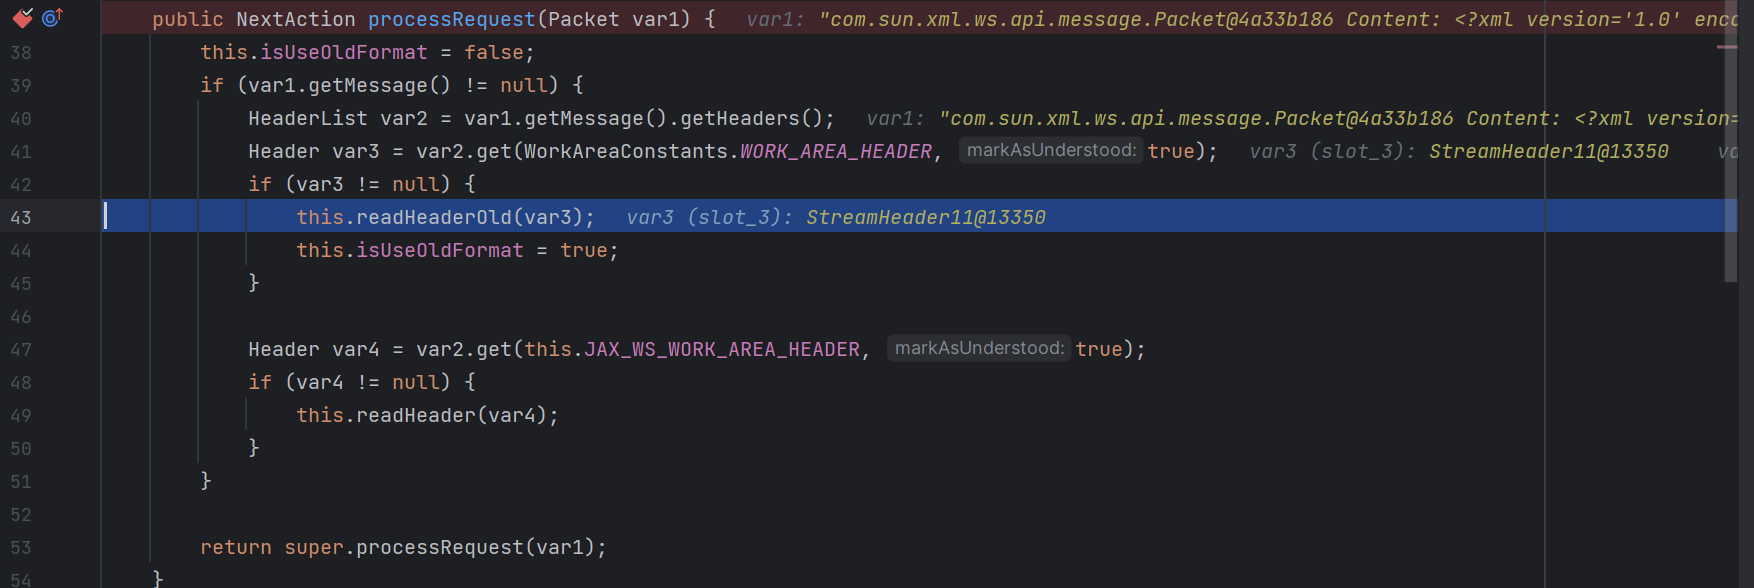 public NextAction processRequest(Packet var1) {   var1: "com.sun.xml.ws.api.message.Packet@4a33b186 Content: <?xml version='1.0' enco
38 this.isUseOldFormat = false;
39 if (var1.getMessage() != null) {
40 HeaderList var2 = var1.getMessage().getHeaders();   var1: "com.sun.xml.ws.api.message.Packet@4a33b186 Content: <?xml version=
41 Header var3 = var2.get(WorkAreaConstants.WORK_AREA_HEADER, markAsUnderstood: true);   var3 (slot_3): StreamHeader11@13350   va
42 if (var3 != null) {
43 this.readHeaderOld(var3);   var3 (slot_3): StreamHeader11@13350
44 this.isUseOldFormat = true;
45 }
46
47 Header var4 = var2.get(this.JAX_WS_WORK_AREA_HEADER, markAsUnderstood: true);
48 if (var4 != null) {
49 this.readHeader(var4);
50 }
51 }
52
53 return super.processRequest(var1);
54 }